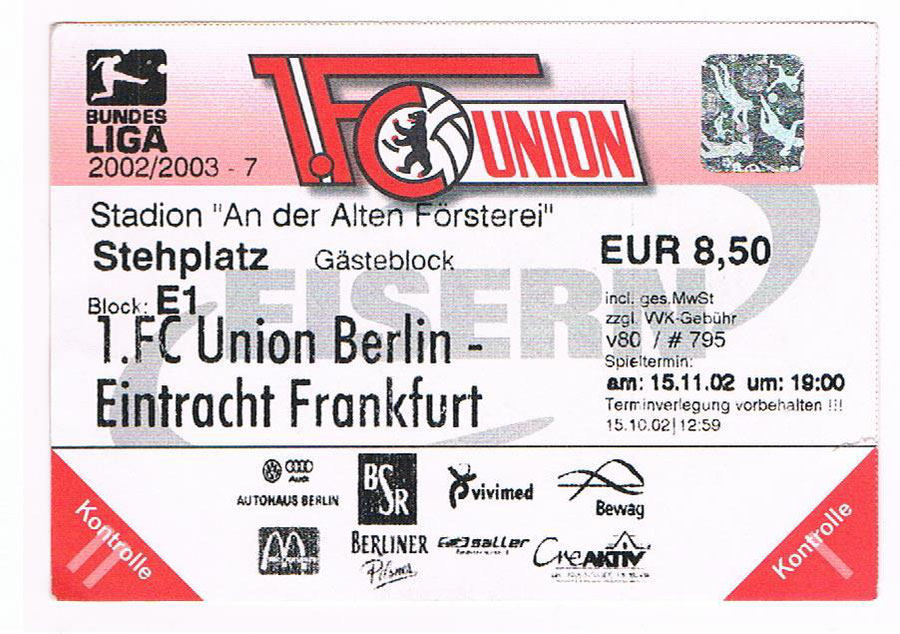 BUNDES
LIGA
2002/2003 - 7
1.FC UNION
Stadion "An der Alten Försterei"
Stehplatz Gästeblock
EUR 8,50
Block: E1
EISERN
incl. ges.MwSt
zzgl. VVK-Gebühr
v80 / # 795
1.FC Union Berlin -
Eintracht Frankfurt
Spieltermin:
am: 15.11.02 um: 19:00
Terminverlegung vorbehalten !!!
15.10.02| 12:59
Kontrolle II
Audi
AUTOHAUS BERLIN
BSR
vivimed
Bewag
BERLINER
Pilsner
saller
CreAKTIV
Kontrolle I